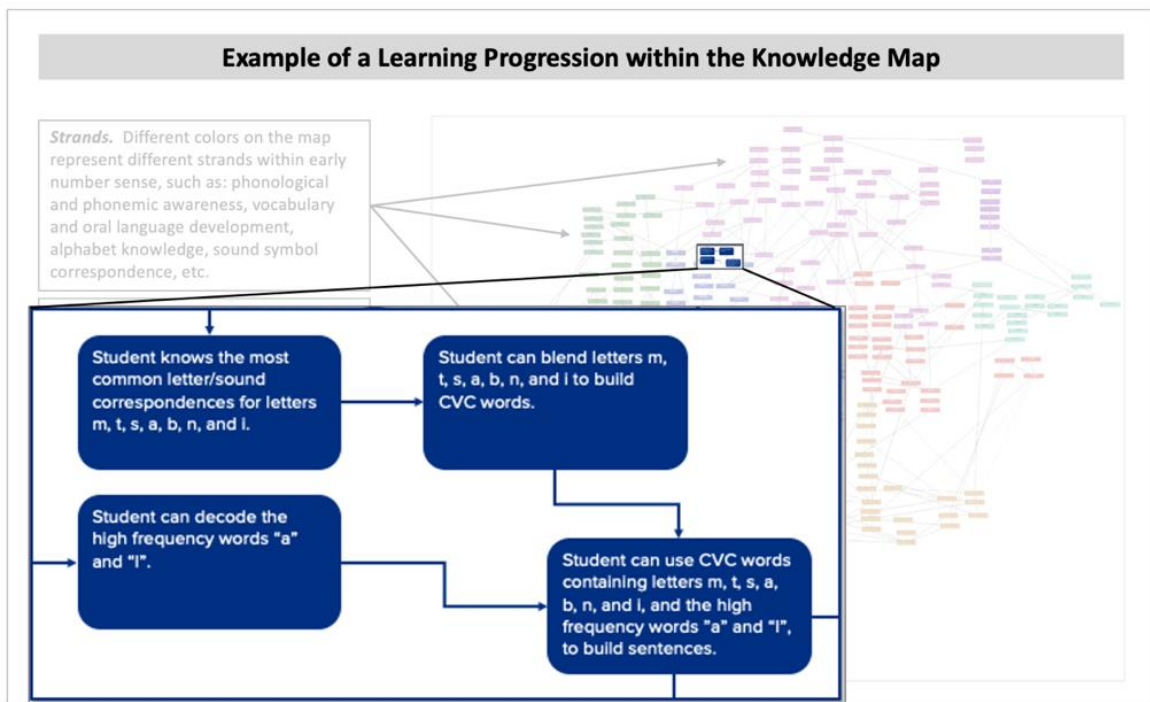 Example of a Learning Progression within the Knowledge Map
Strands. Different colors on the map
represent different strands within early
number sense, such as: phonological
and phonemic awareness, vocabulary
and oral language development,
alphabet knowledge, sound symbol
correspondence, etc.
Student knows the most
common letter/sound
correspondences for letters
m, t, s, a, b, n, and i.
Student can blend letters m,
t, s, a, b, n, and i to build
CVC words.
Student can decode the
high frequency words “a”
and “I”.
Student can use CVC words
containing letters m, t, s, a,
b, n, and i, and the high
frequency words ”a” and “I”,
to build sentences.